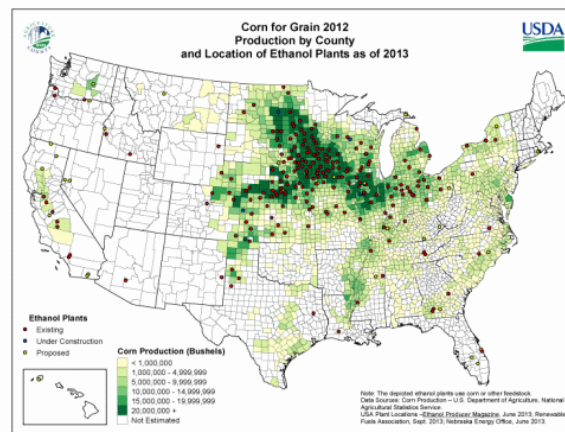 Corn for Grain 2012
Production by County
and Location of Ethanol Plants as of 2013
USDA
Ethanol Plants
Existing
Under Construction
Proposed
Corn Production (Bushels)
< 1,000,000
1,000,000 - 4,999,999
5,000,000 - 9,999,999
10,000,000 - 14,999,999
15,000,000 - 19,999,999
20,000,000 +
Not Estimated
Note: The depicted ethanol plants use corn or other feedstock.
Data Sources: Corn Production – U.S. Department of Agriculture, National
Agricultural Statistics Service.
USA Plant Locations –Ethanol Producer Magazine, June 2013; Renewable
Fuels Association, Sept. 2013; Nebraska Energy Office, June 2013.